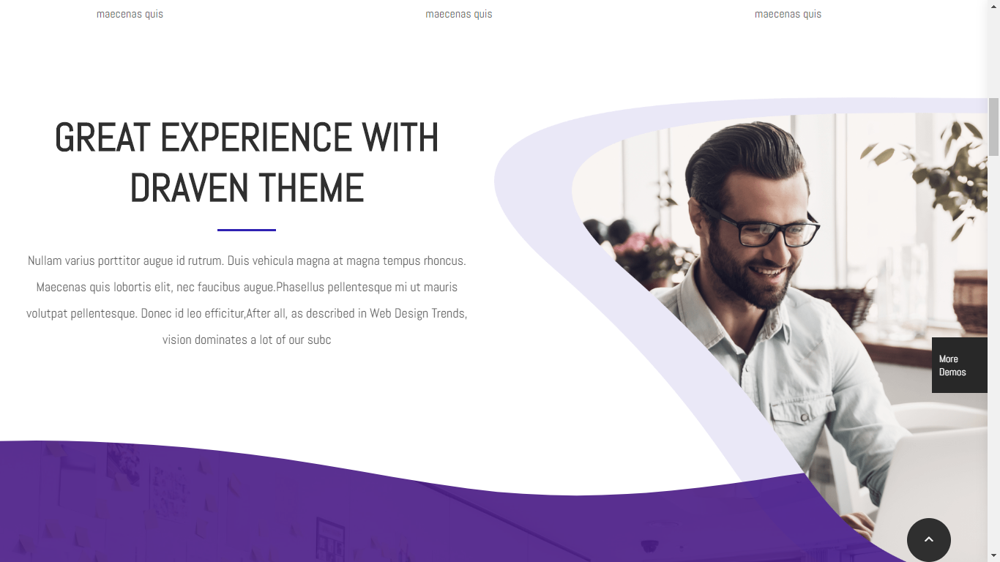 maecenas quis
maecenas quis
maecenas quis
GREAT EXPERIENCE WITH
DRAVEN THEME
Nullam varius porttitor augue id rutrum. Duis vehicula magna at magna tempus rhoncus.
Maecenas quis lobortis elit, nec faucibus augue.Phasellus pellentesque mi ut mauris
volutpat pellentesque. Donec id leo efficitur,After all, as described in Web Design Trends,
vision dominates a lot of our subc
More
Demos